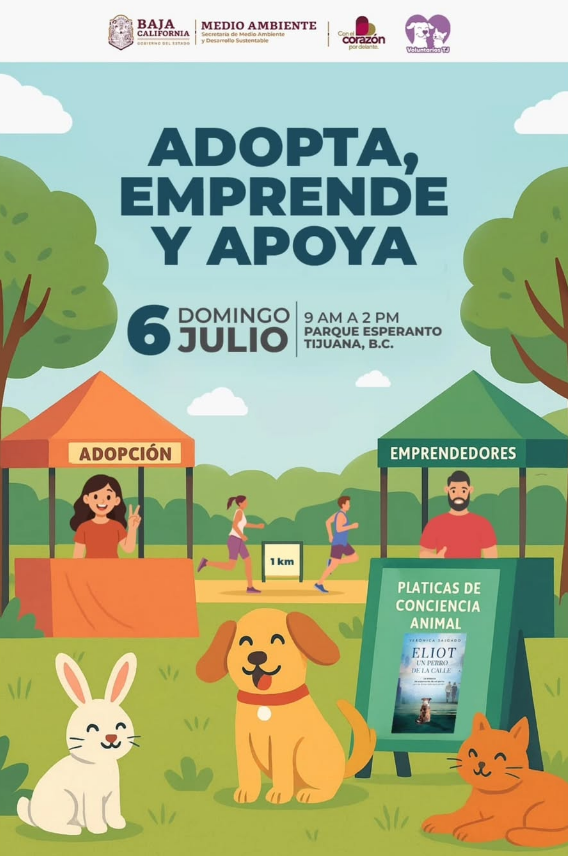 BAJA
CALIFORNIA
GOBIERNO DEL ESTADO
MEDIO AMBIENTE
Secretaría de Medio Ambiente
y Desarrollo Sustentable
Con el
corazón
por delante.
Voluntarios TJ
ADOPTA,
EMPRENDE
Y APOYA
6 DOMINGO
JULIO
9 AM A 2 PM
PARQUE ESPERANTO
TIJUANA, B.C.
ADOPCIÓN
EMPRENDEDORES
1 km
PLATICAS DE
CONCIENCIA
ANIMAL
VERÓNICA SALGADO
ELIOT
UN PERRO
DE LA CALLE